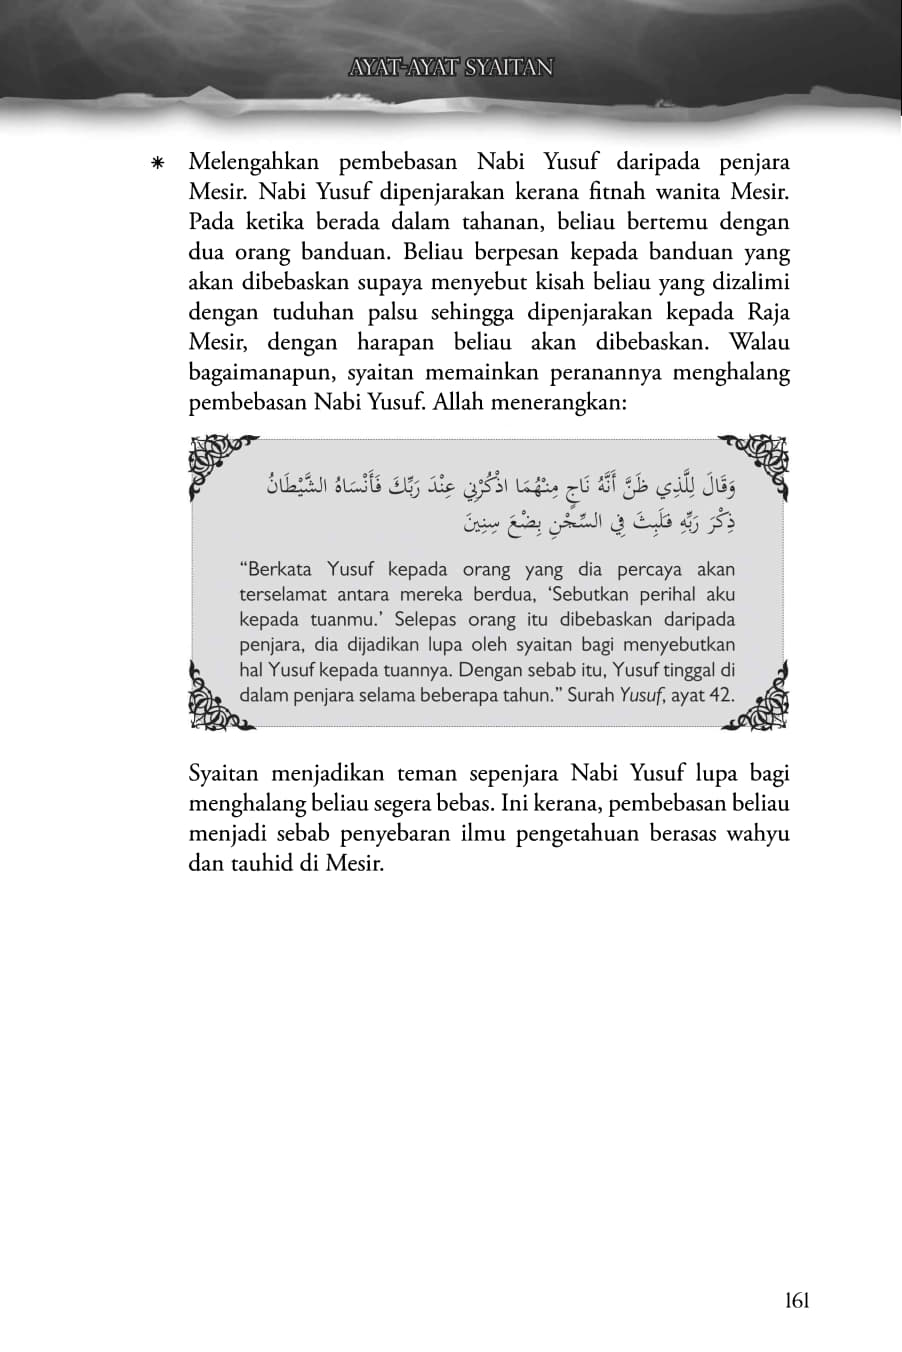 AYAT-AYAT SYAITAN
✳ Melengahkan pembebasan Nabi Yusuf daripada penjara
Mesir. Nabi Yusuf dipenjarakan kerana fitnah wanita Mesir.
Pada ketika berada dalam tahanan, beliau bertemu dengan
dua orang banduan. Beliau berpesan kepada banduan yang
akan dibebaskan supaya menyebut kisah beliau yang dizalimi
dengan tuduhan palsu sehingga dipenjarakan kepada Raja
Mesir, dengan harapan beliau akan dibebaskan. Walau
bagaimanapun, syaitan memainkan peranannya menghalang
pembebasan Nabi Yusuf. Allah menerangkan:
وَقَالَ لِلَّذِي ظَنَّ أَنَّهُ نَاجٍ مِنْهُمَا اذْكُرْنِي عِنْدَ رَبِّكَ فَأَنْسَاهُ الشَّيْطَانُ
ذِكْرَ رَبِّهِ فَلَبِثَ فِي السِّجْنِ بِضْعَ سِنِينَ
“Berkata Yusuf kepada orang yang dia percaya akan
terselamat antara mereka berdua, ‘Sebutkan perihal aku
kepada tuanmu.’ Selepas orang itu dibebaskan daripada
penjara, dia dijadikan lupa oleh syaitan bagi menyebutkan
hal Yusuf kepada tuannya. Dengan sebab itu, Yusuf tinggal di
dalam penjara selama beberapa tahun.” Surah Yusuf, ayat 42.
Syaitan menjadikan teman sepenjara Nabi Yusuf lupa bagi
menghalang beliau segera bebas. Ini kerana, pembebasan beliau
menjadi sebab penyebaran ilmu pengetahuan berasas wahyu
dan tauhid di Mesir.
161